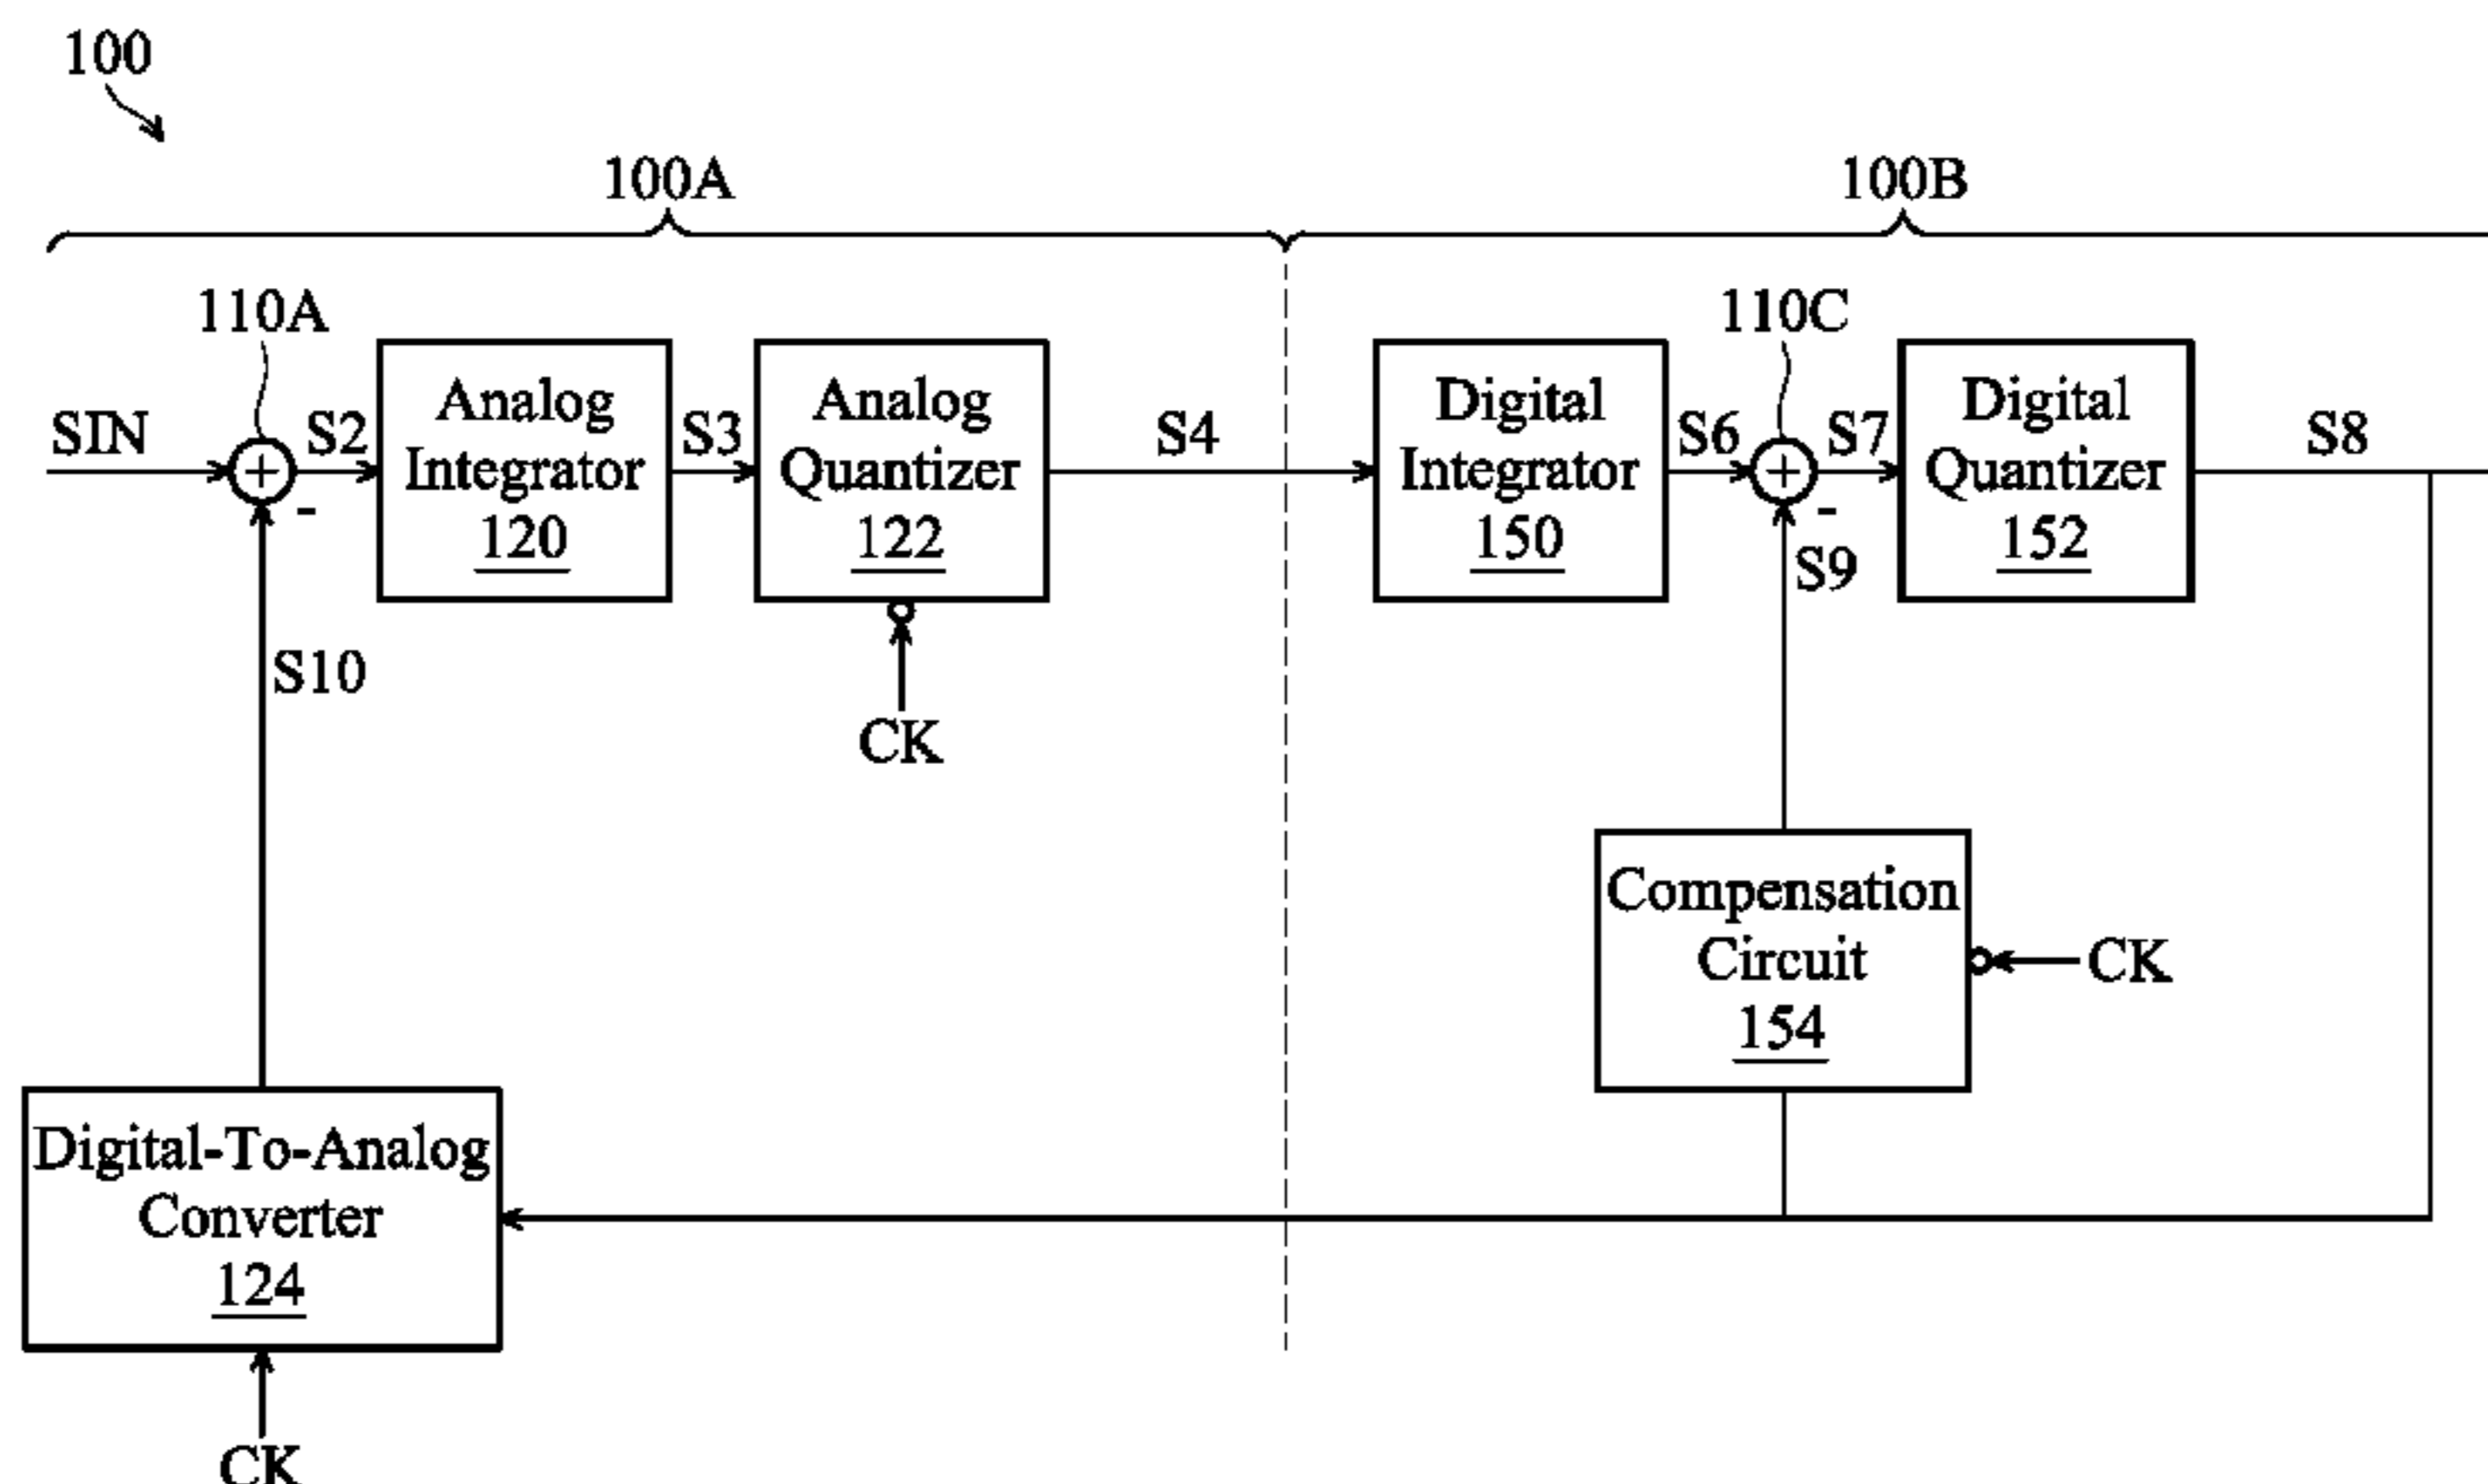 100
100A
100B
110A
110C
SIN
S2
Analog
Integrator
120
S3
Analog
Quantizer
122
S4
Digital
Integrator
150
S6
S7
Digital
Quantizer
152
S8
+
-
+
-
S9
S10
CK
Compensation
Circuit
154
CK
Digital-To-Analog
Converter
124
CK